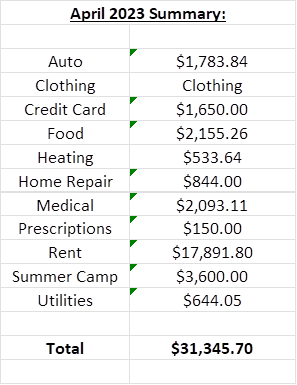 April 2023 Summary:
Auto $1,783.84
Clothing Clothing
Credit Card $1,650.00
Food $2,155.26
Heating $533.64
Home Repair $844.00
Medical $2,093.11
Prescriptions $150.00
Rent $17,891.80
Summer Camp $3,600.00
Utilities $644.05
Total $31,345.70